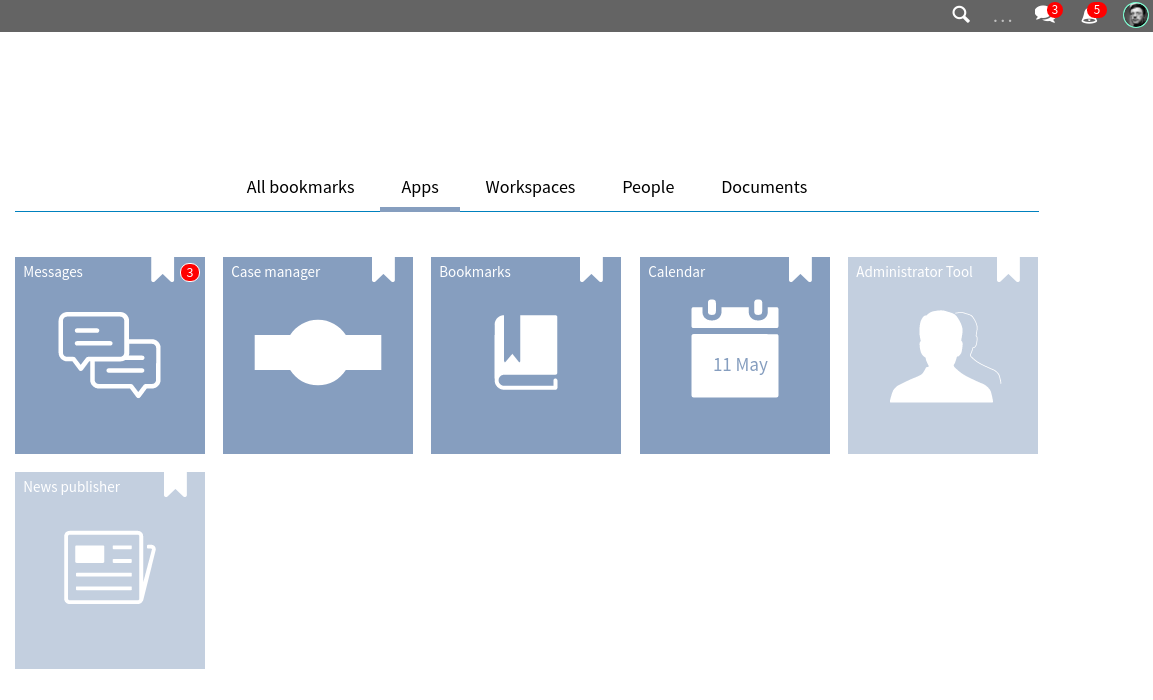 ... 3 5
All bookmarks Apps Workspaces People Documents
Messages 3 Case manager Bookmarks Calendar Administrator Tool
11 May
News publisher